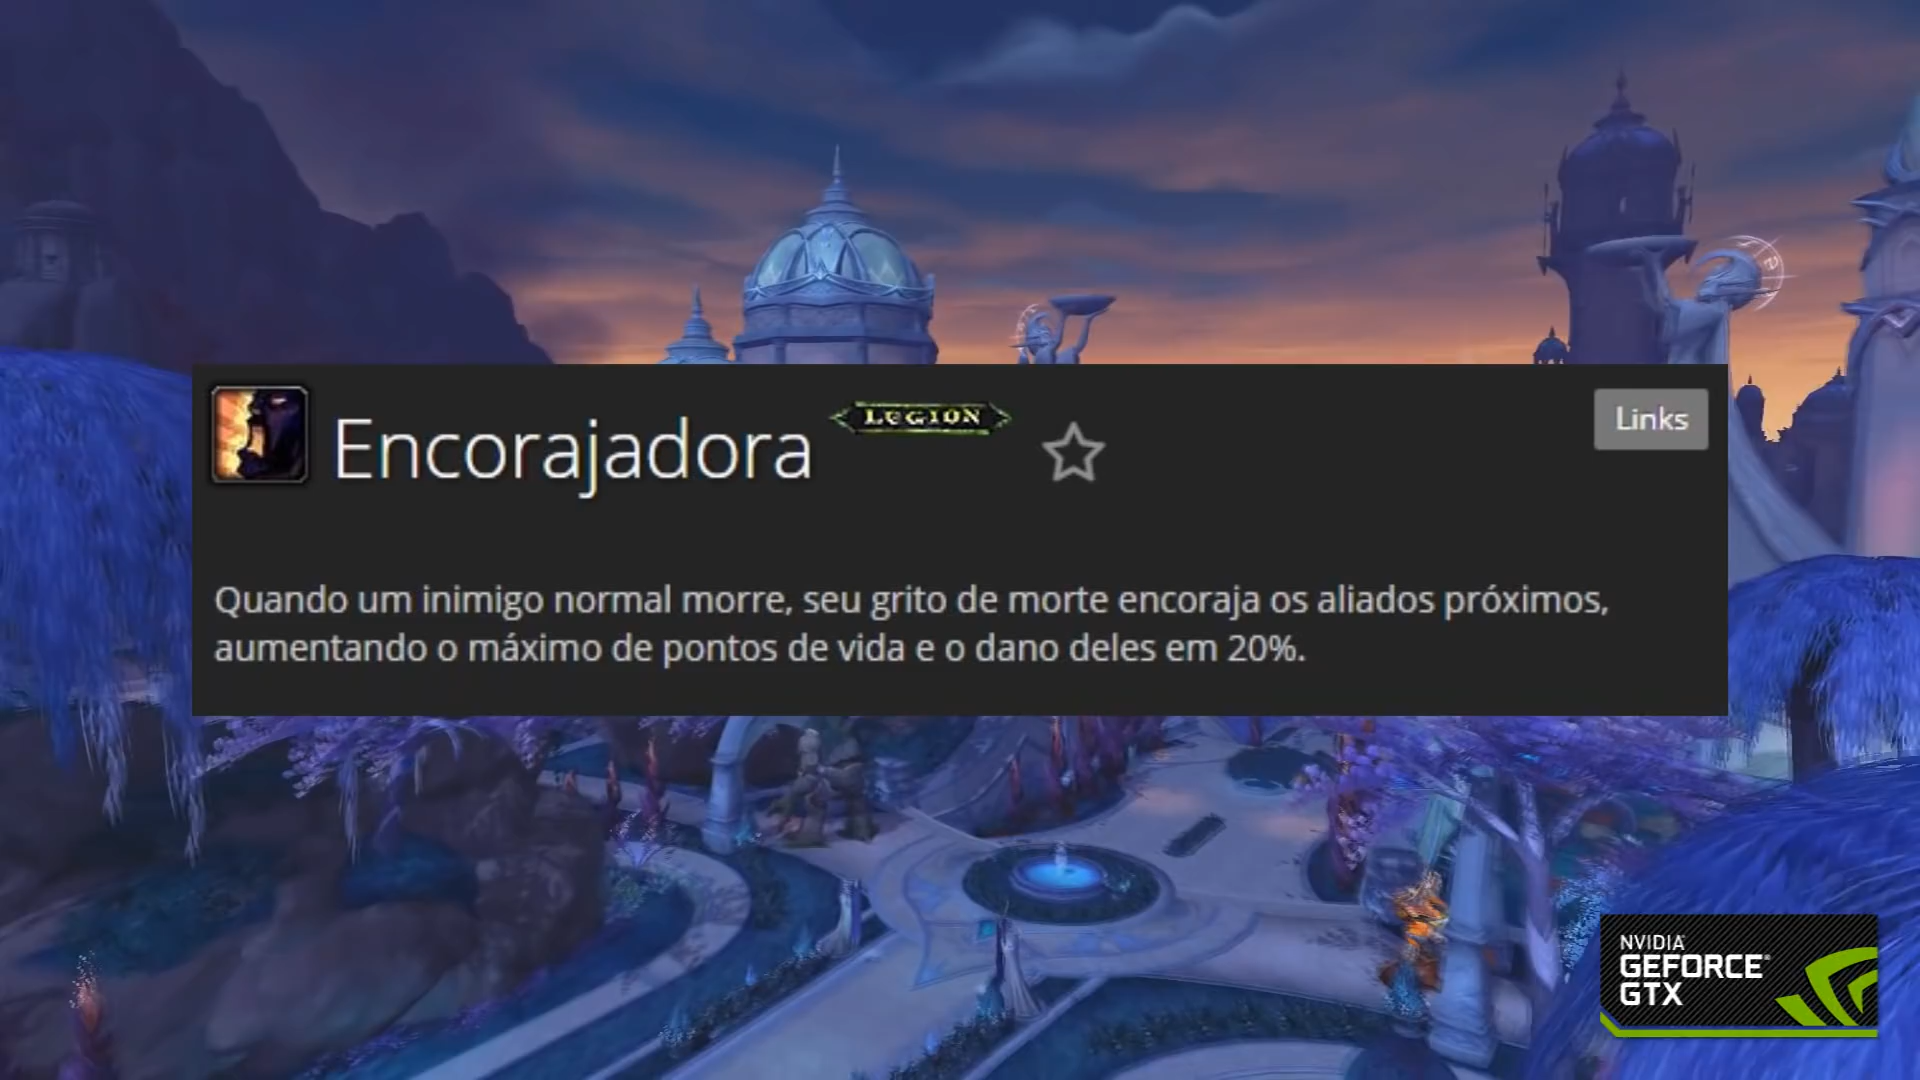 Encorajadora
LEGION
Links
Quando um inimigo normal morre, seu grito de morte encoraja os aliados próximos,
aumentando o máximo de pontos de vida e o dano deles em 20%.
NVIDIA®
GEFORCE®
GTX